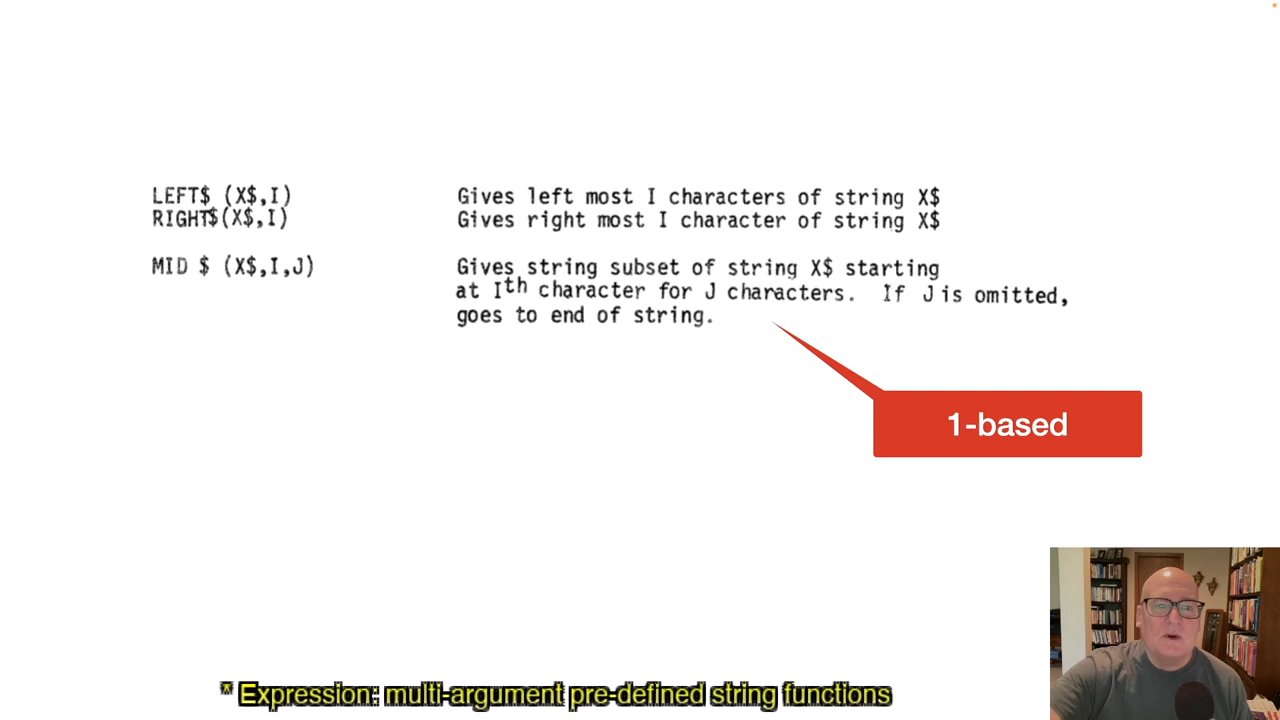 LEFT$ (X$,I) Gives left most I characters of string X$
RIGHT$(X$,I) Gives right most I character of string X$
MID $ (X$,I,J) Gives string subset of string X$ starting
at Ith character for J characters. If J is omitted,
goes to end of string.
1-based
* Expression: multi-argument pre-defined string functions